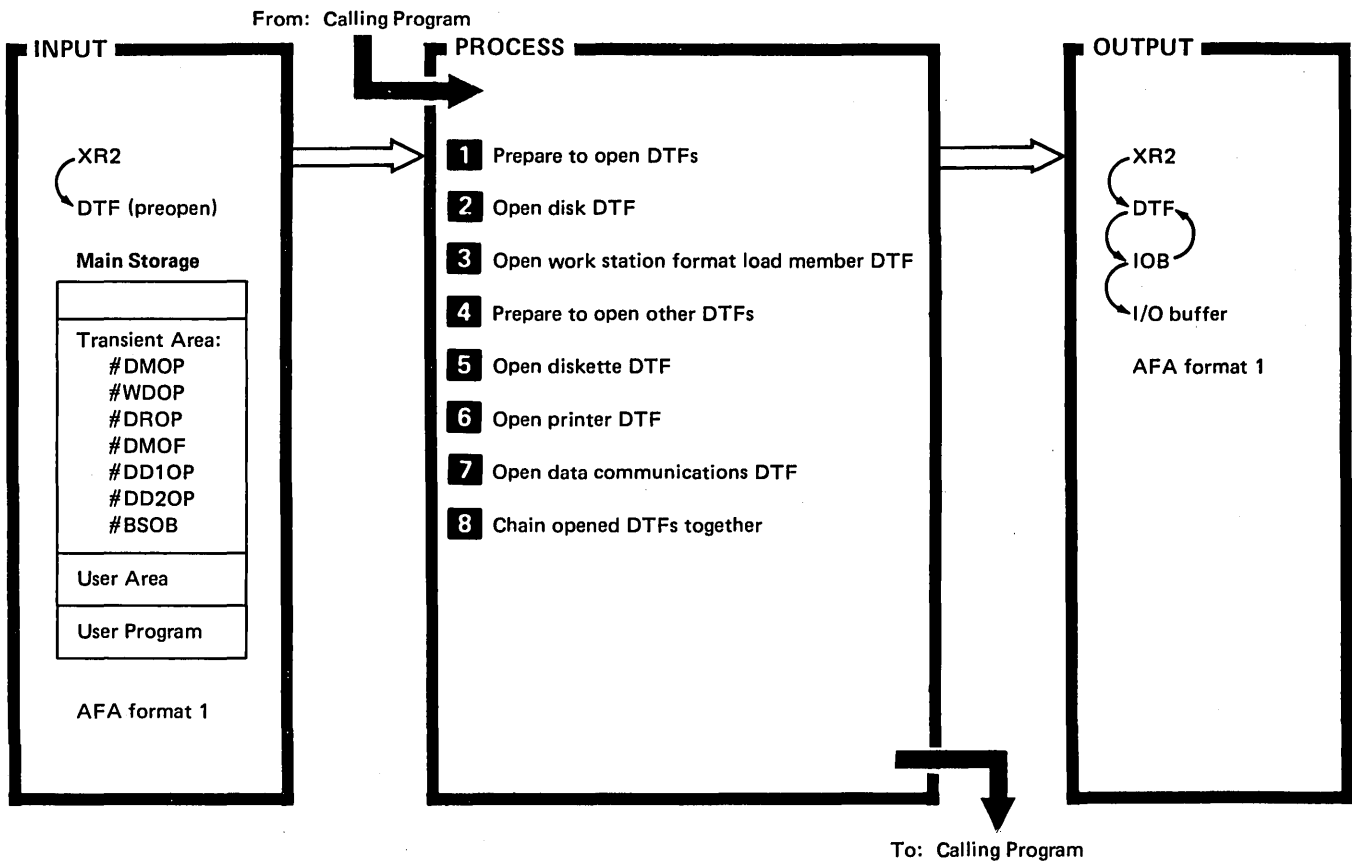 From: Calling Program
INPUT
XR2
DTF (preopen)
Main Storage
Transient Area:
#DMOP
#WDOP
#DROP
#DMOF
#DD1OP
#DD2OP
#BSOB
User Area
User Program
AFA format 1
PROCESS
1 Prepare to open DTFs
2 Open disk DTF
3 Open work station format load member DTF
4 Prepare to open other DTFs
5 Open diskette DTF
6 Open printer DTF
7 Open data communications DTF
8 Chain opened DTFs together
OUTPUT
XR2
DTF
IOB
I/O buffer
AFA format 1
To: Calling Program